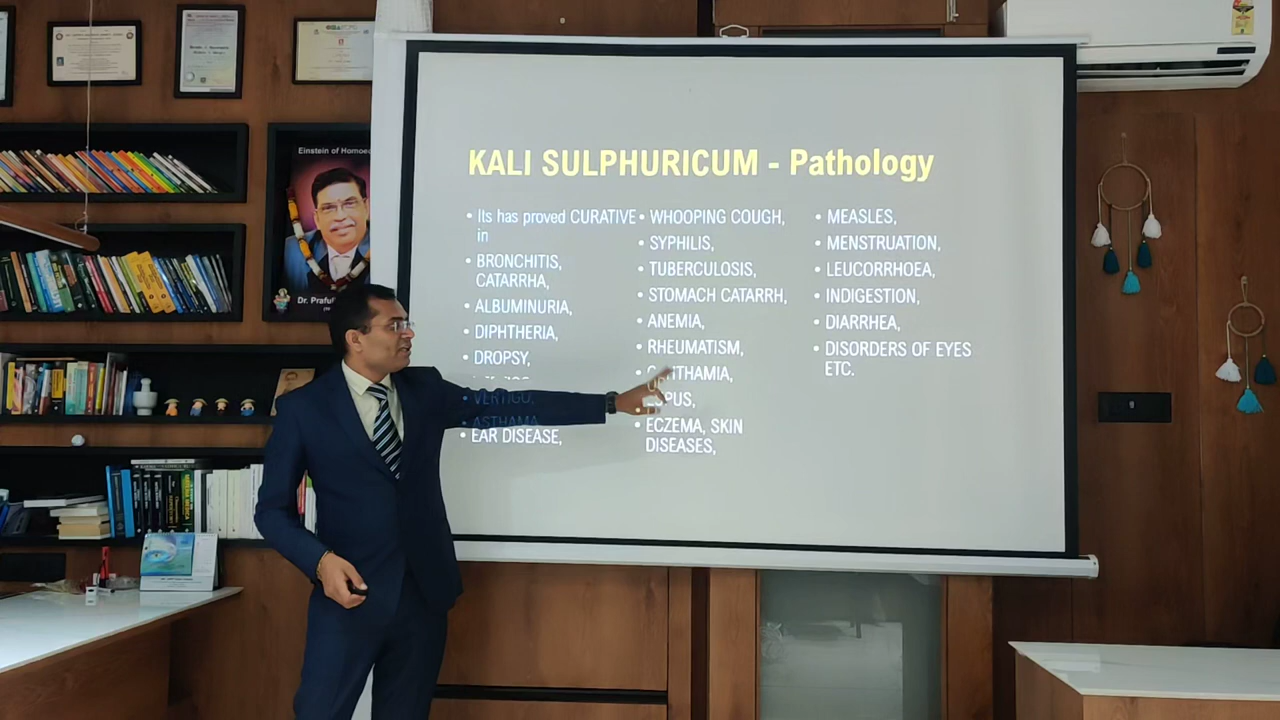 Einstein of Homoeo
Dr. Praful
KALI SULPHURICUM - Pathology
• Its has proved CURATIVE
in
• BRONCHITIS,
CATARRHA,
• ALBUMINURIA,
• DIPHTHERIA,
• DROPSY,
• VERTIGO,
• ASTHAMA
• EAR DISEASE,
• WHOOPING COUGH,
• SYPHILIS,
• TUBERCULOSIS,
• STOMACH CATARRH,
• ANEMIA,
• RHEUMATISM,
• ECZEMA, SKIN
DISEASES,
• MEASLES,
• MENSTRUATION,
• LEUCORRHOEA,
• INDIGESTION,
• DIARRHEA,
• DISORDERS OF EYES
ETC.